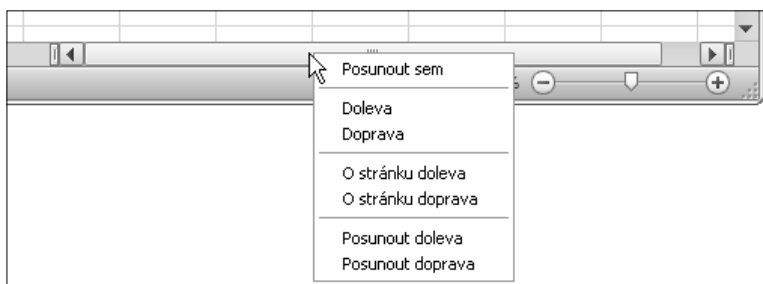 Posunout sem
%
Doleva
Doprava
O stránku doleva
O stránku doprava
Posunout doleva
Posunout doprava